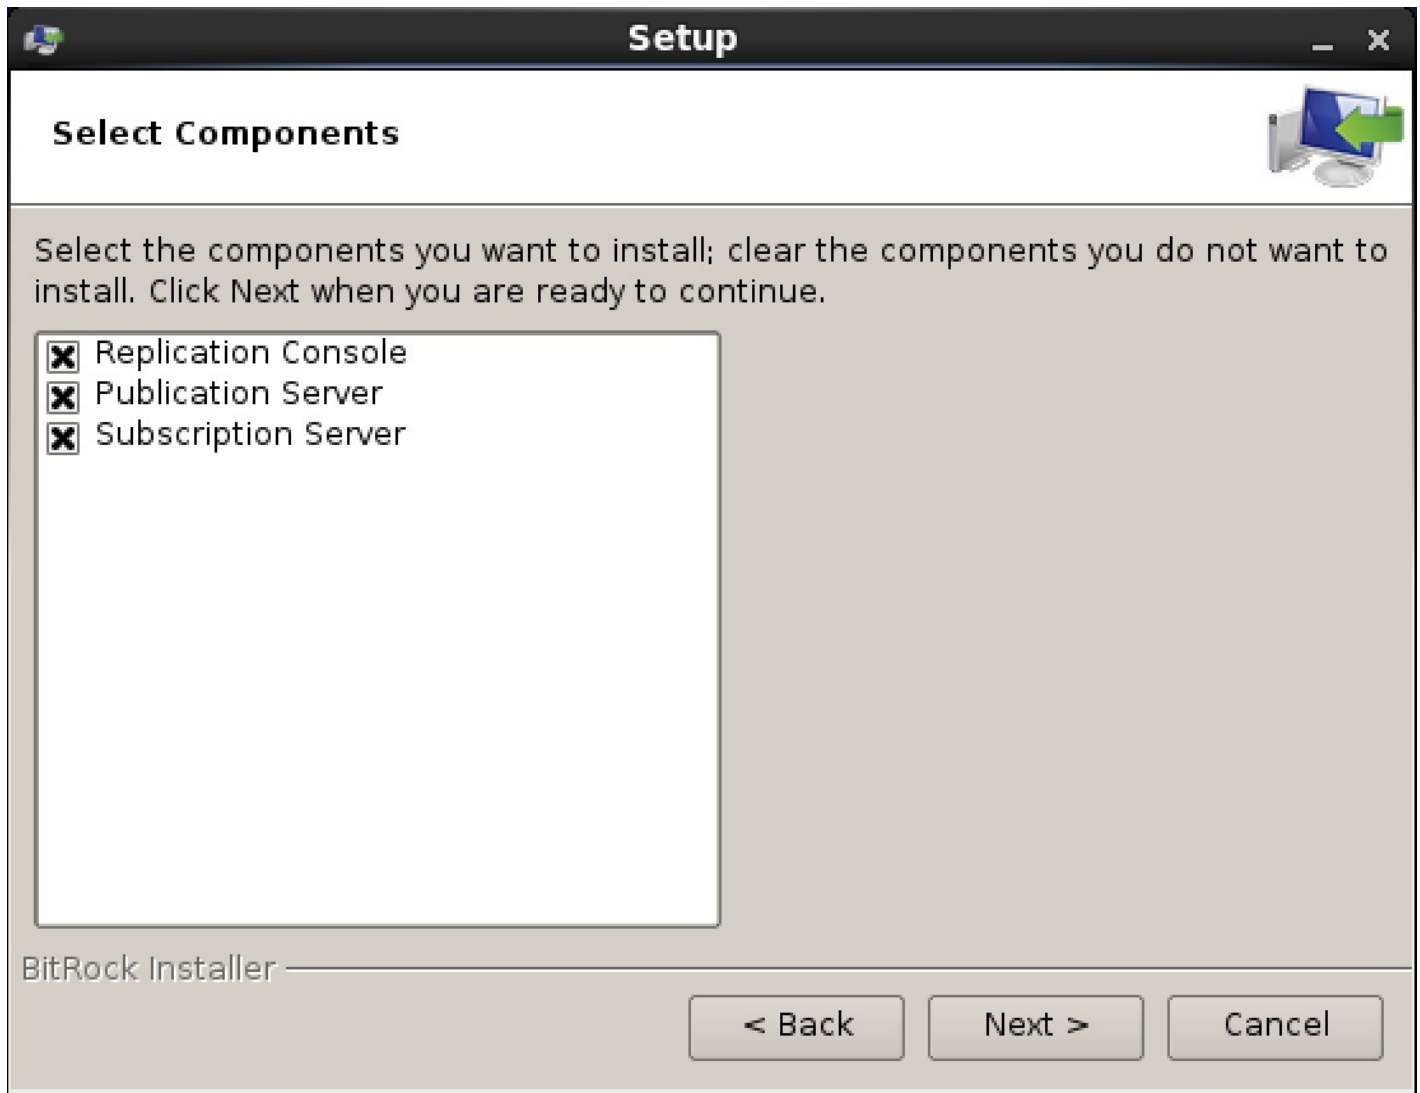 Setup
Select Components
Select the components you want to install; clear the components you do not want to
install. Click Next when you are ready to continue.
Replication Console
Publication Server
Subscription Server
BitRock Installer
< Back
Next >
Cancel